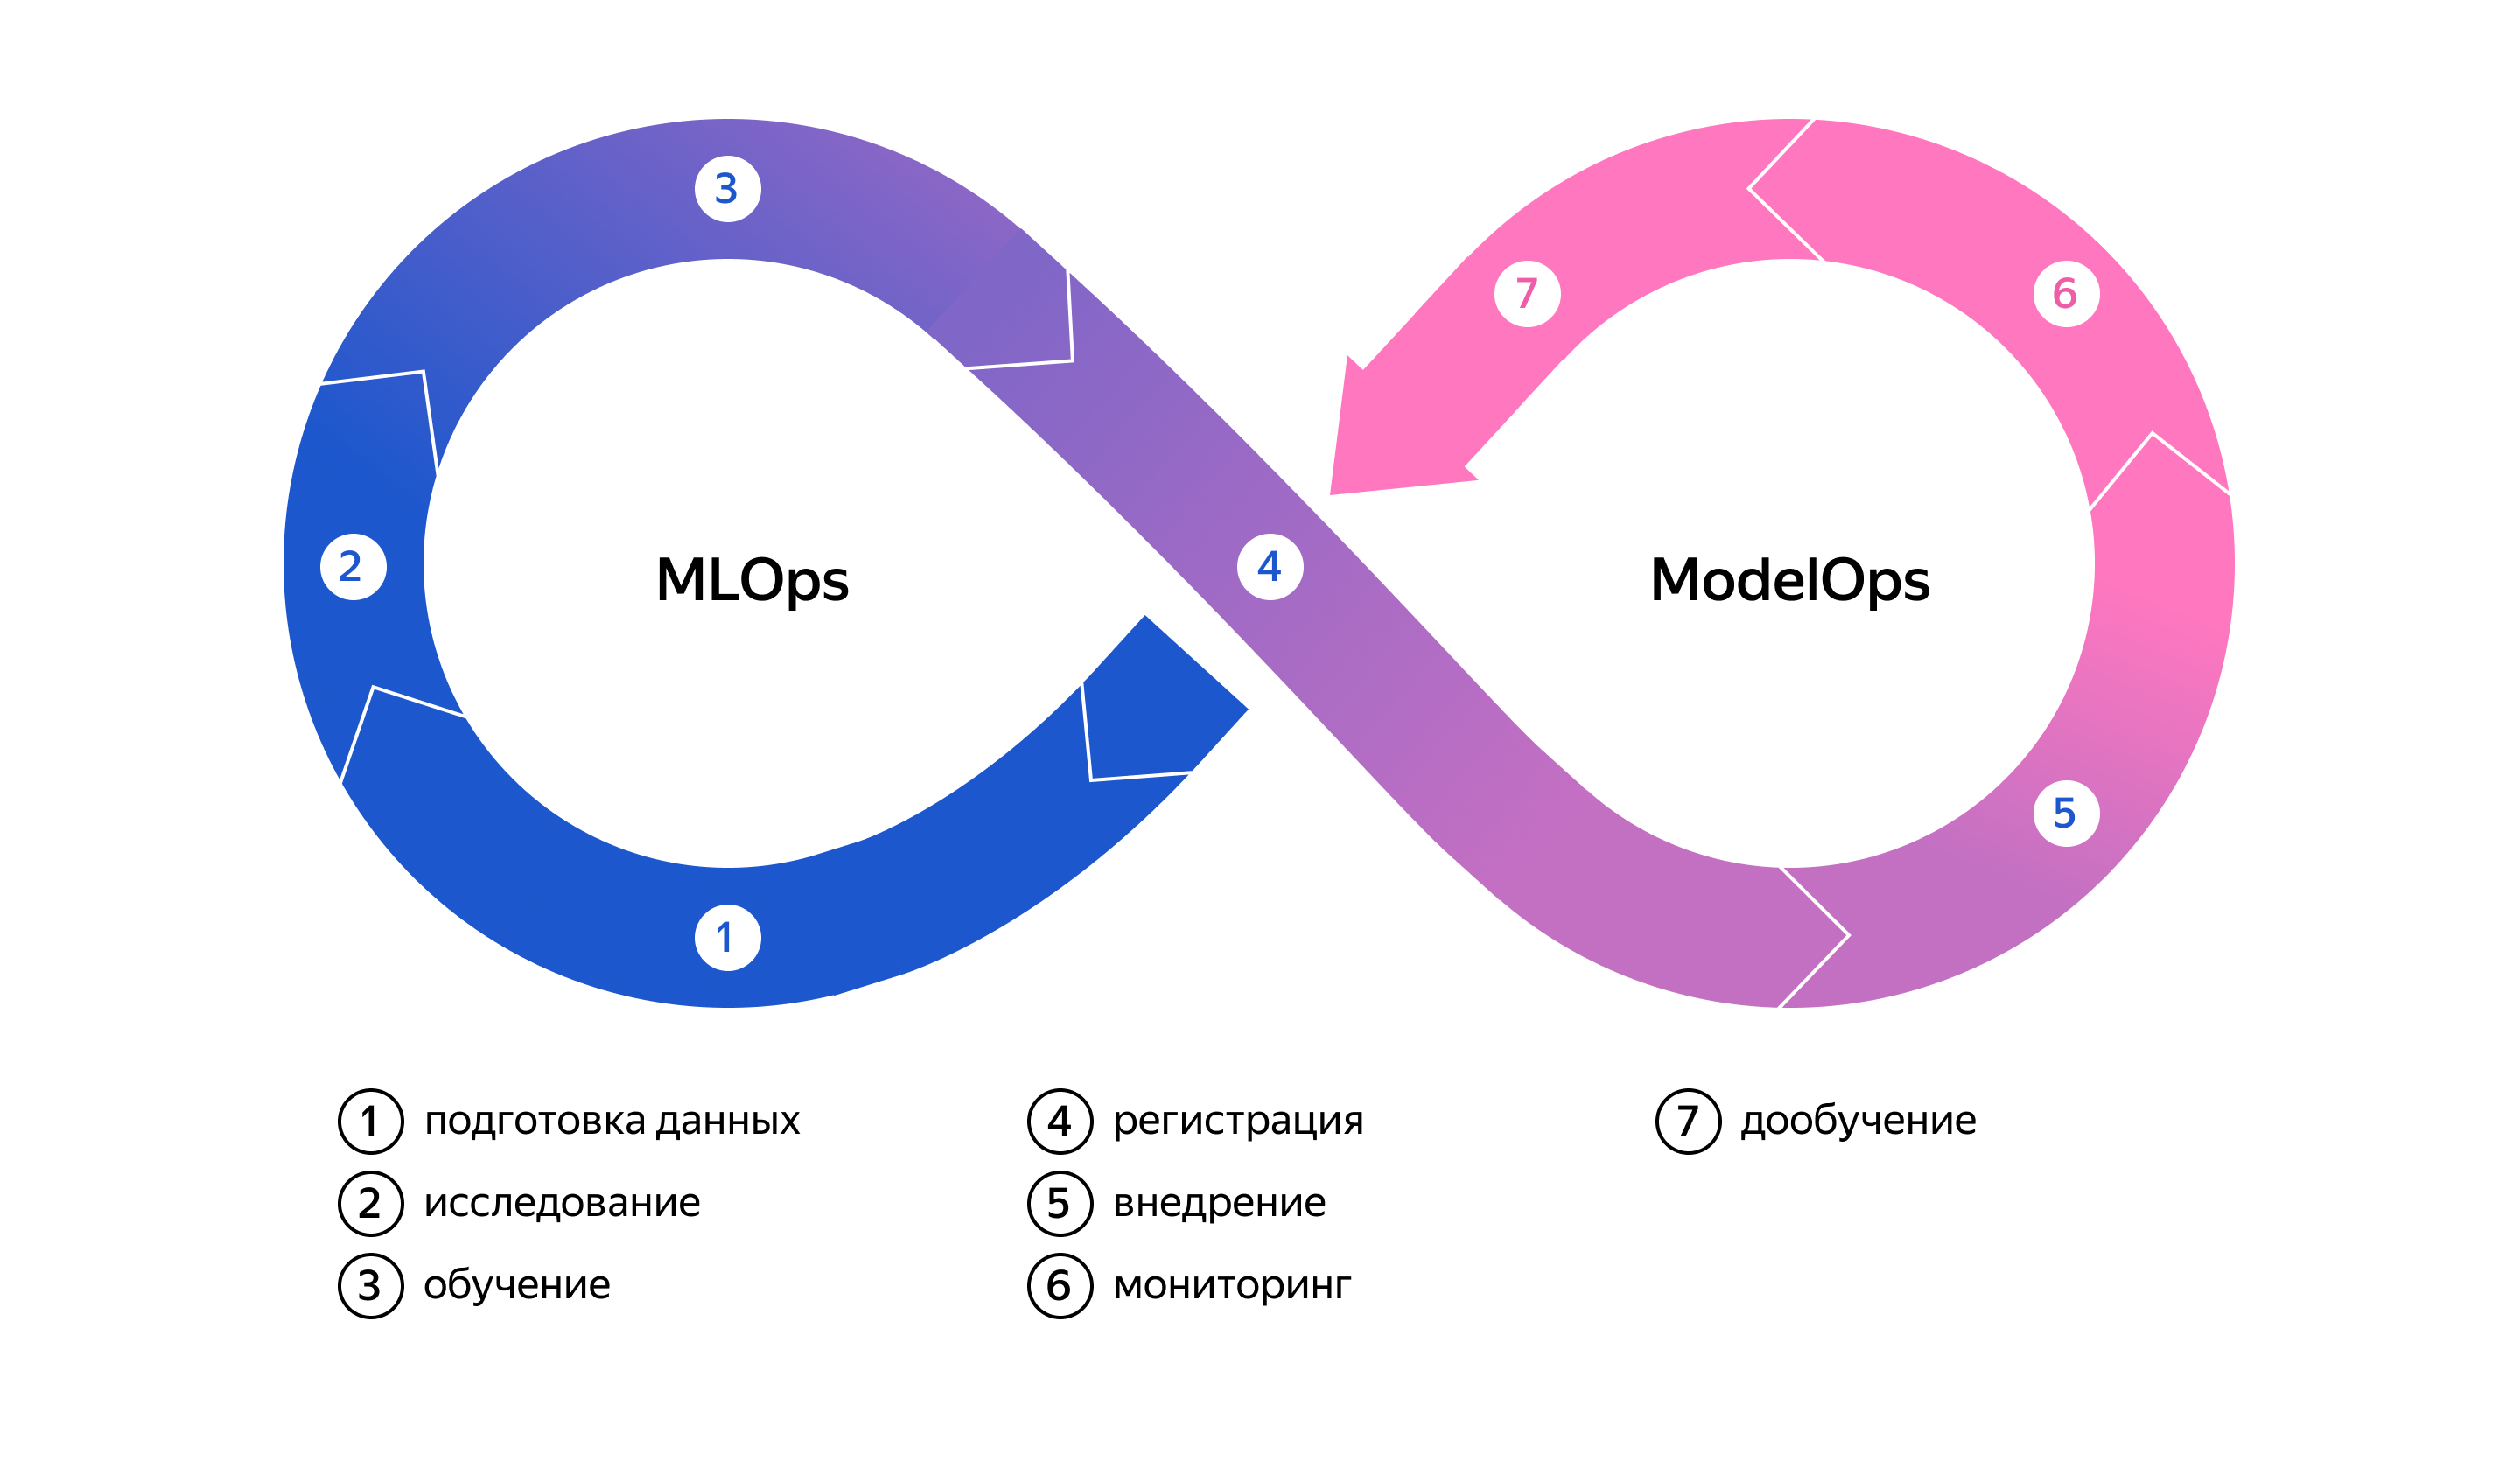 3
7
6
2
MLOps
4
ModelOps
5
1
1 подготовка данных
2 исследование
3 обучение
4 регистрация
5 внедрение
6 мониторинг
7 дообучение